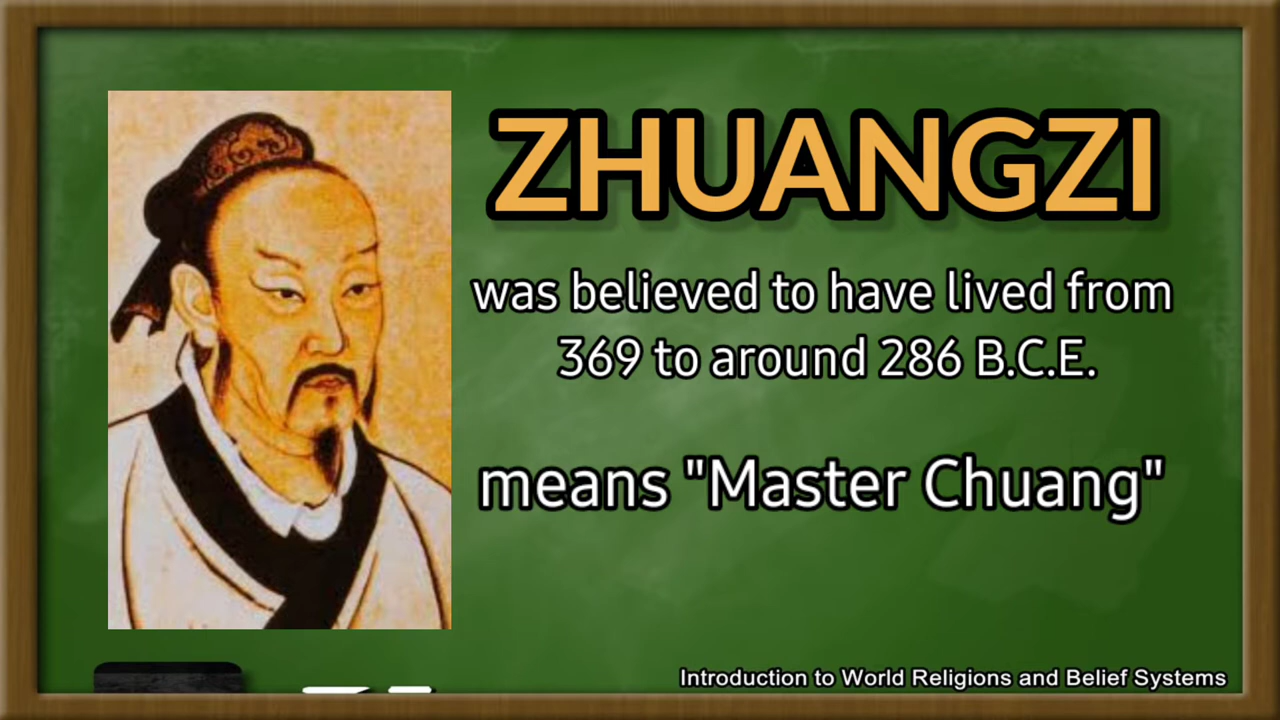 ZHUANGZI
was believed to have lived from
369 to around 286 B.C.E.
means "Master Chuang"
Introduction to World Religions and Belief Systems